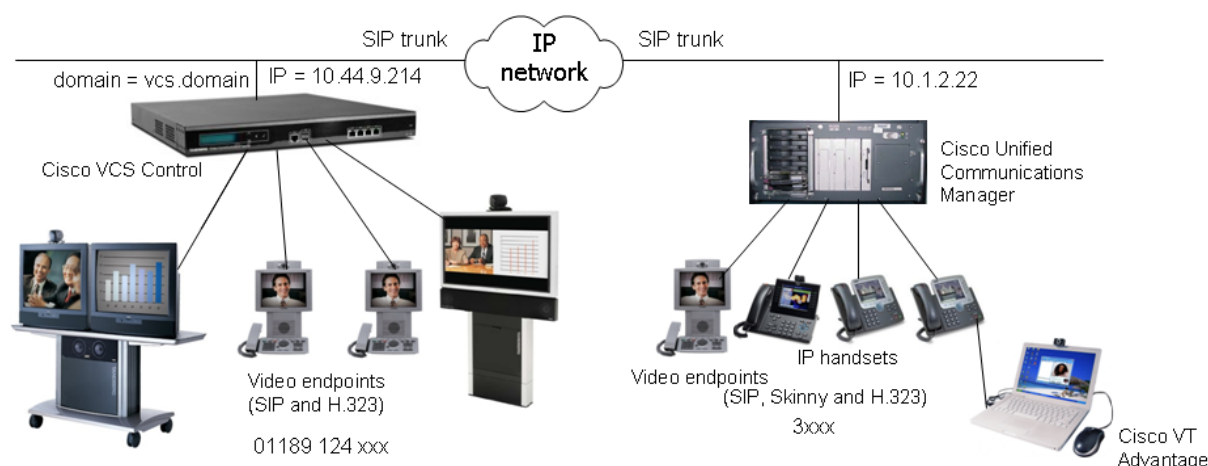 SIP trunk
IP
network
SIP trunk
domain = vcs.domain
IP = 10.44.9.214
IP = 10.1.2.22
Cisco VCS Control
Cisco Unified
Communications
Manager
Video endpoints
(SIP and H.323)
01189 124 xxx
IP handsets
Video endpoints
(SIP, Skinny and H.323)
3xxx
Cisco VT
Advantage